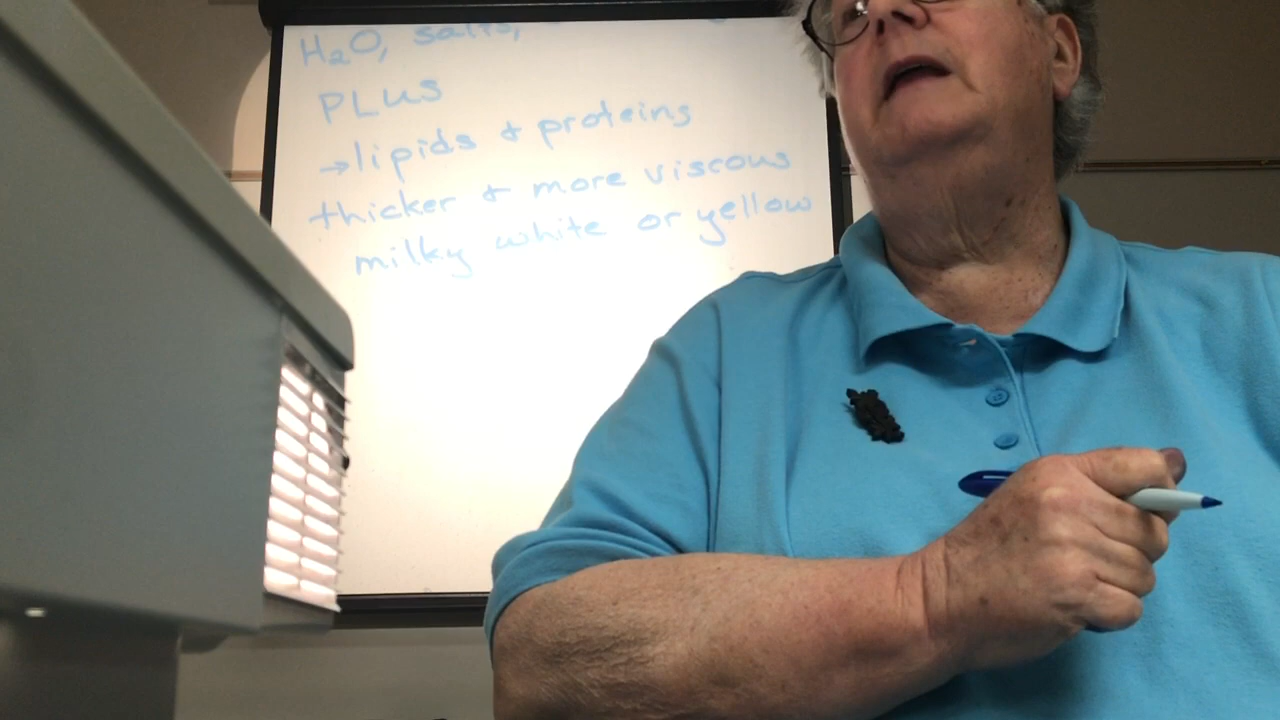 H₂O, salts,
PLUS
→lipids & proteins
thicker & more viscous
milky white or yellow